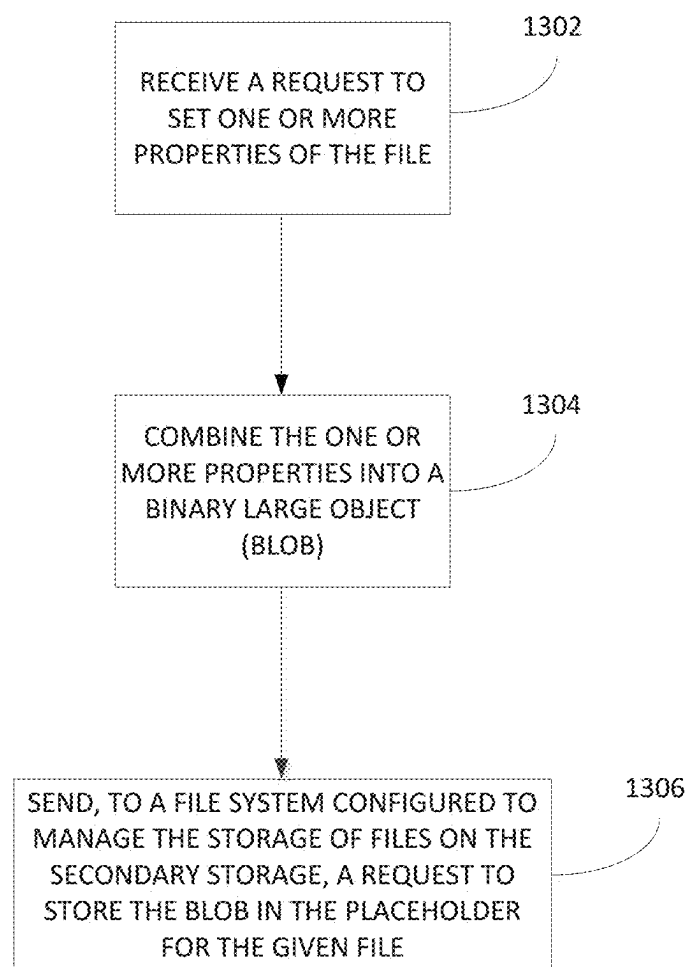 1302
RECEIVE A REQUEST TO
SET ONE OR MORE
PROPERTIES OF THE FILE
1304
COMBINE THE ONE OR
MORE PROPERTIES INTO A
BINARY LARGE OBJECT
(BLOB)
1306
SEND, TO A FILE SYSTEM CONFIGURED TO
MANAGE THE STORAGE OF FILES ON THE
SECONDARY STORAGE, A REQUEST TO
STORE THE BLOB IN THE PLACEHOLDER
FOR THE GIVEN FILE